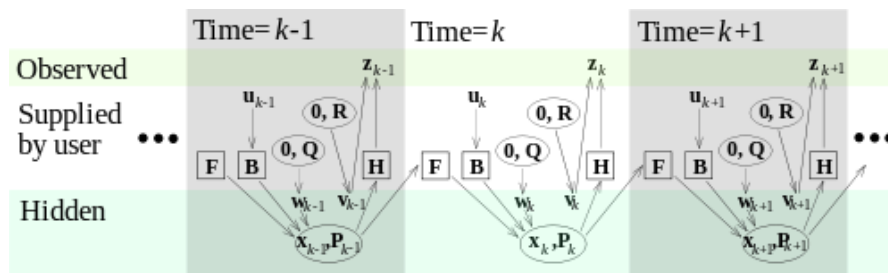 Time=k-1 Time=k Time=k+1
Observed z_{k-1} z_k z_{k+1}
u_{k-1} u_k u_{k+1}
Supplied 0, R 0, R 0, R
by user ••• 0, Q 0, Q 0, Q •••
F B H F B H F B H
Hidden w_{k-1} v_{k-1} w_k v_k w_{k+1} v_{k+1}
x_{k-1},P_{k-1} x_k,P_k x_{k+1},P_{k+1}